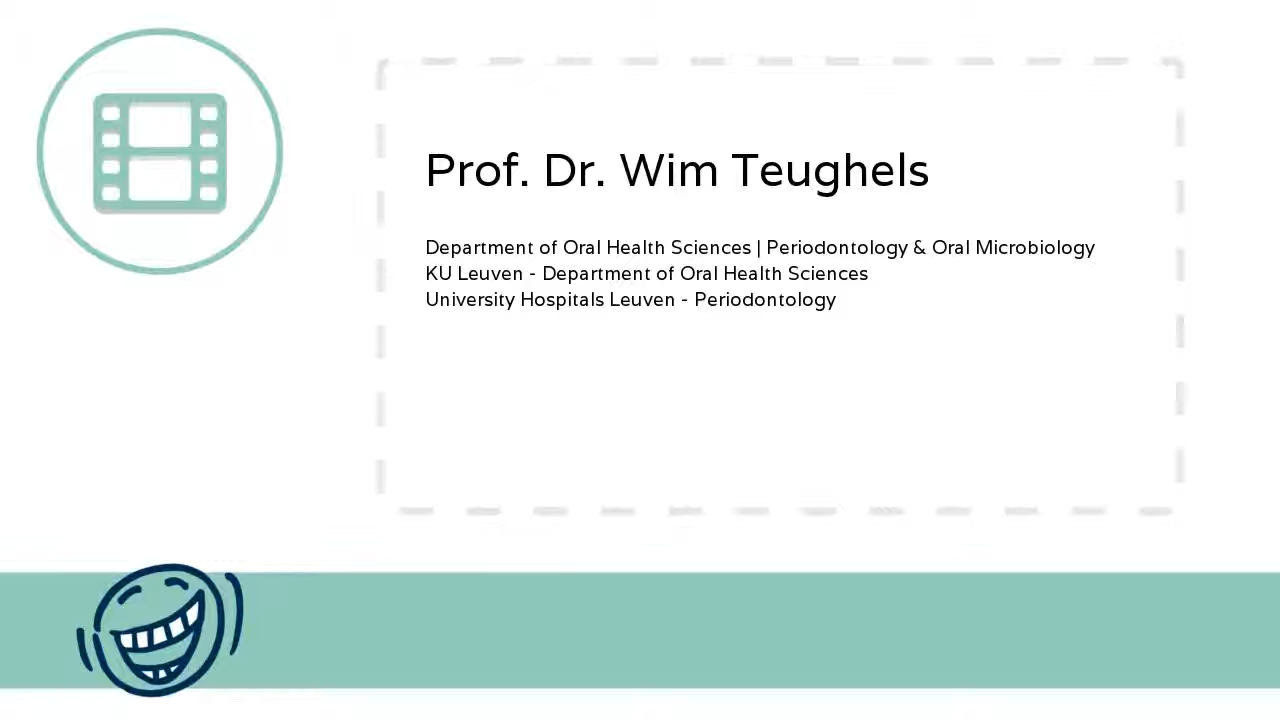 Prof. Dr. Wim Teughels
Department of Oral Health Sciences | Periodontology & Oral Microbiology
KU Leuven - Department of Oral Health Sciences
University Hospitals Leuven - Periodontology